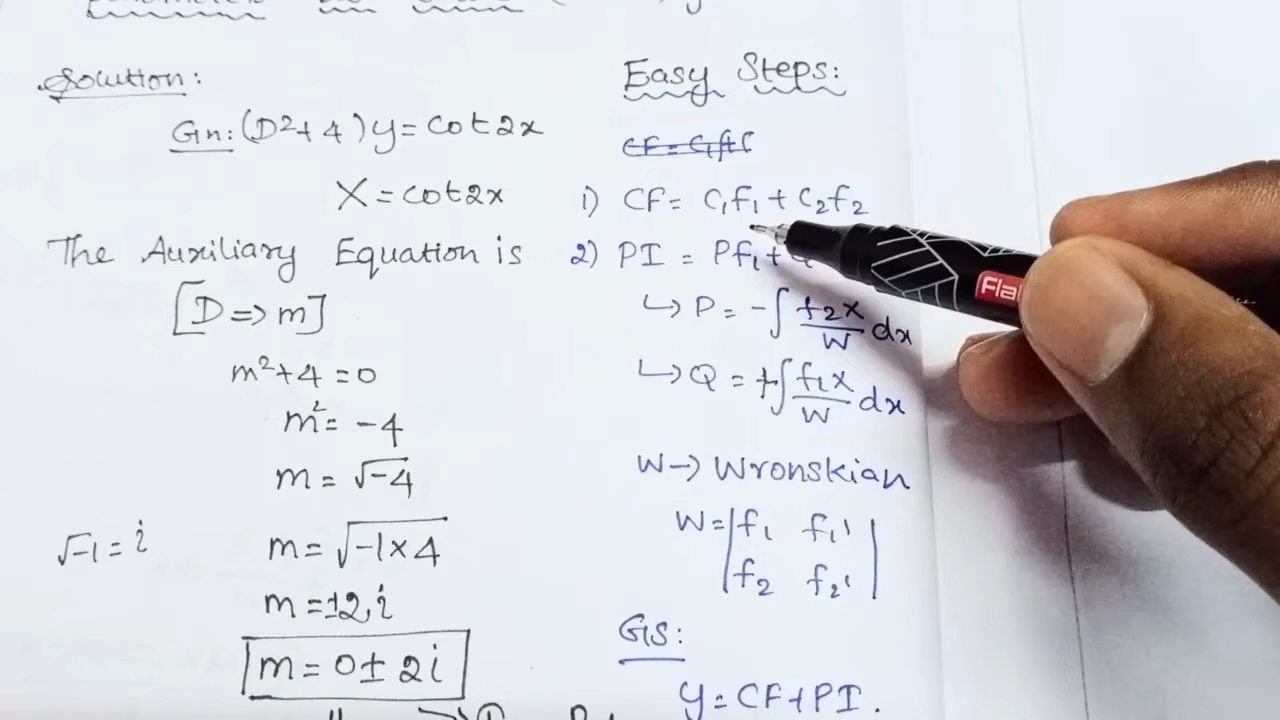 Solution:
Gn: (D²+4)y = cot2x
X = cot2x
The Auxiliary Equation is
[D => m]
m²+4 = 0
m² = -4
m = √-4
√-1 = i
m = √-1×4
m = ±2i
m = 0 ± 2i
Easy Steps:
1) CF = C₁f₁ + C₂f₂
2) PI = Pf₁ +
↳ P = -∫ f₂x/W dx
↳ Q = +∫ f₁x/W dx
W → Wronskian
W = |f₁ f₁'|
|f₂ f₂'|
GS:
y = CF + PI.
Flai